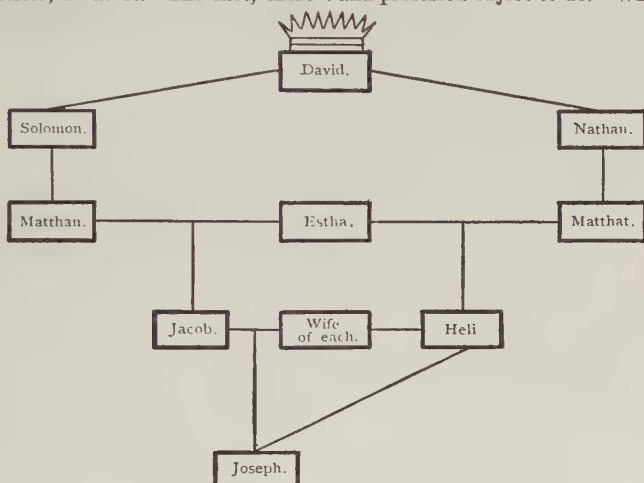 David.
Solomon.
Nathan.
Matthan.
Estha.
Matthat.
Jacob.
Wife
of each.
Heli
Joseph.